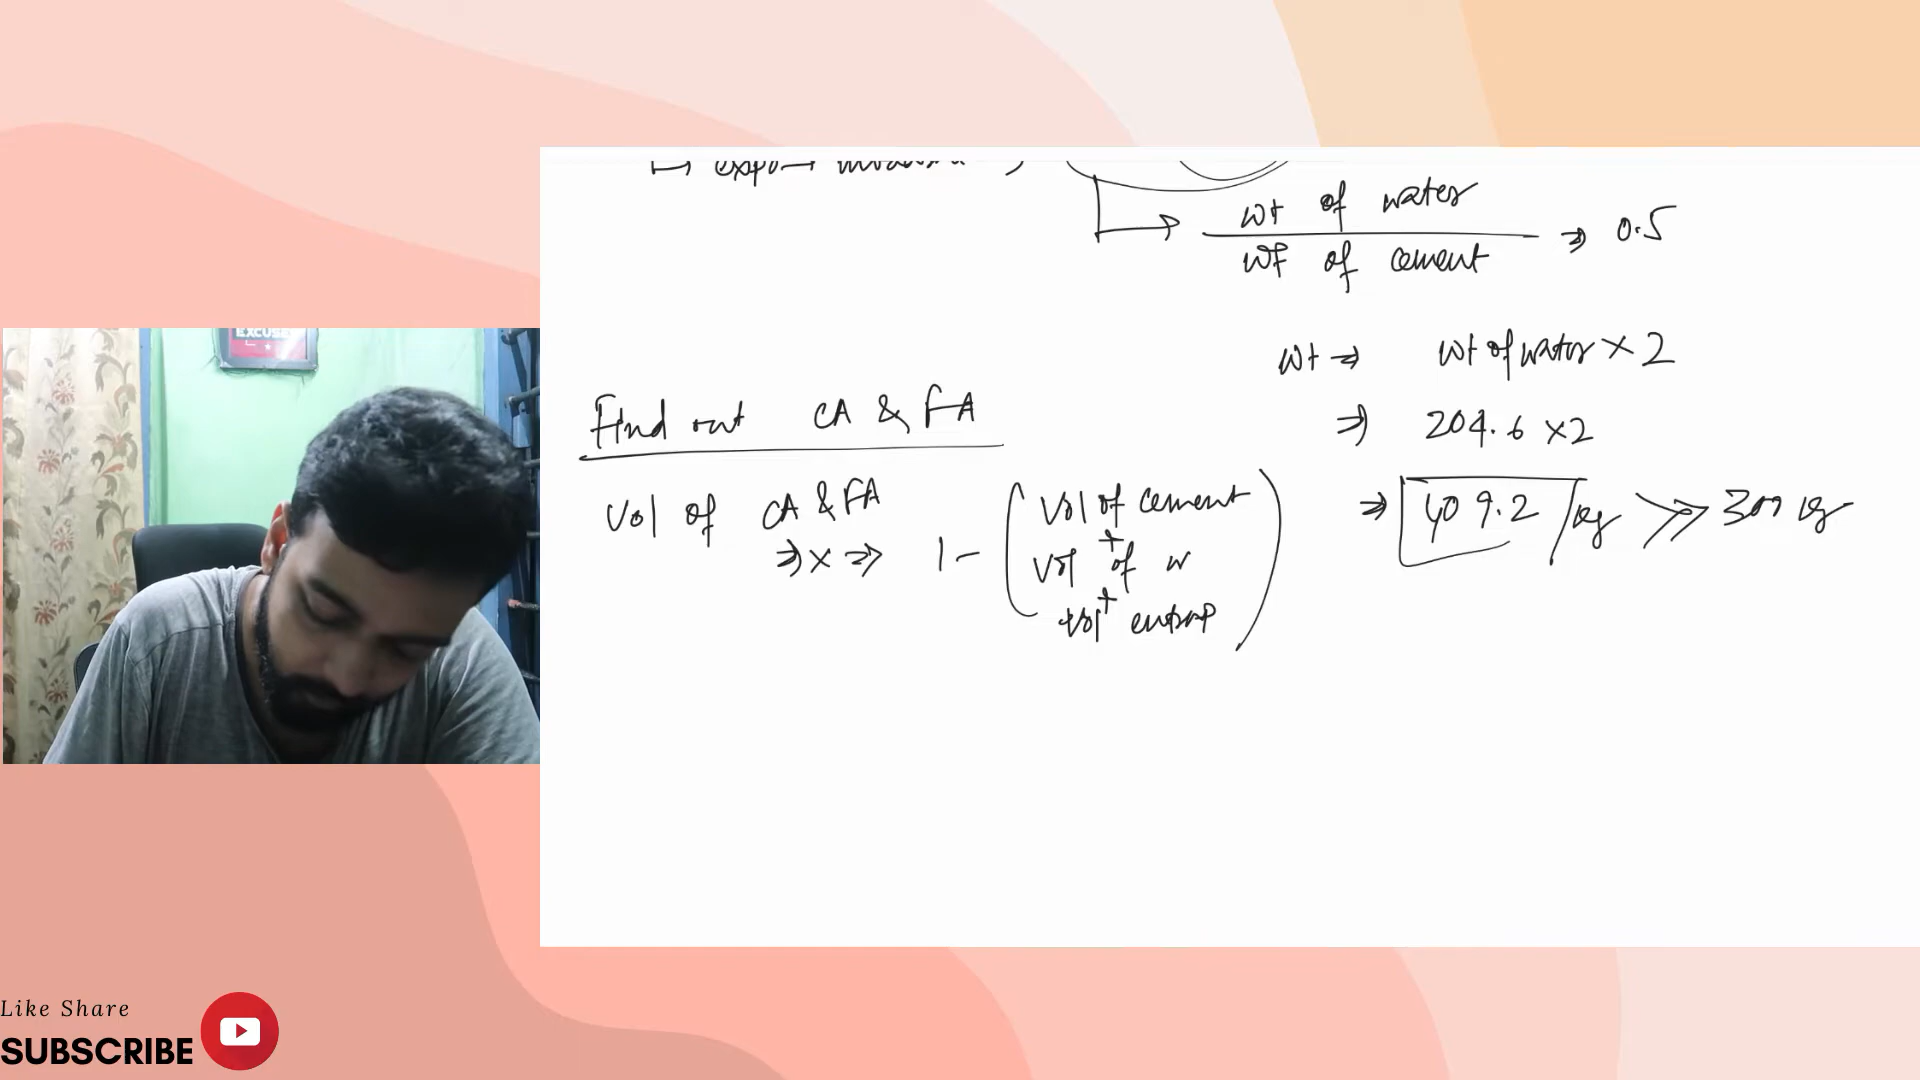 wt of water
wt of cement ⇒ 0.5
wt ⇒ wt of water × 2
⇒ 204.6 × 2
⇒ 409.2 /kg >> 300 kg
Find out CA & FA
Vol of CA & FA
⇒ x ⇒ 1 - (Vol of cement
+
Vol of w
+
vol entrap)
EXCUSE
Like Share
SUBSCRIBE